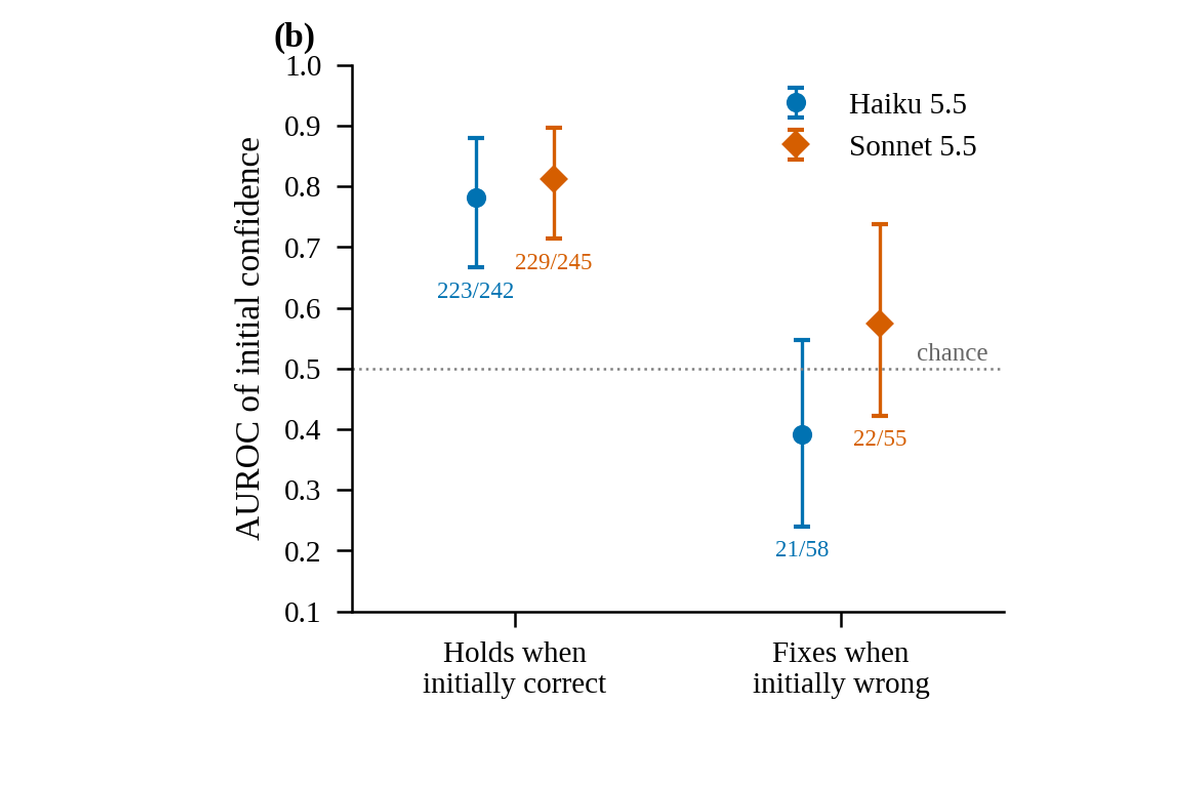 (b)
1.0
0.9
0.8
0.7
0.6
0.5
0.4
0.3
0.2
0.1
AUROC of initial confidence
Haiku 5.5
Sonnet 5.5
229/245
223/242
chance
22/55
21/58
Holds when
initially correct
Fixes when
initially wrong